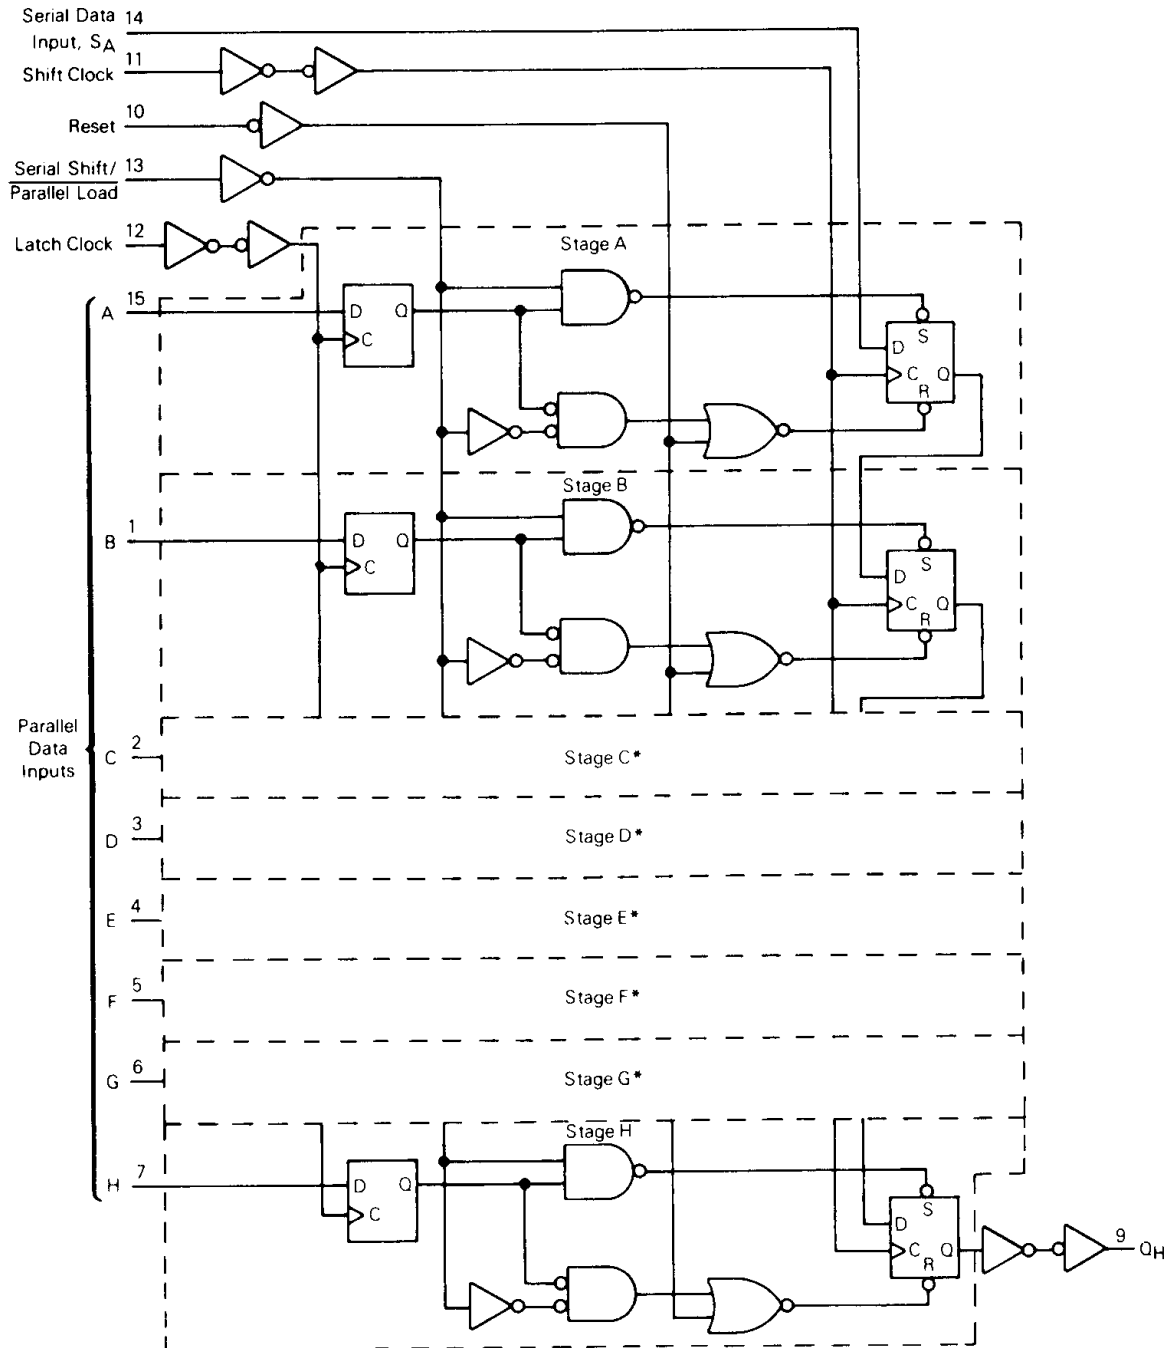 Serial Data 14
Input, SA
Shift Clock 11
Reset 10
Serial Shift/ 13
Parallel Load
Latch Clock 12
Stage A
A 15
D Q
C
S
D
C Q
R
Stage B
B 1
D Q
C
S
D
C Q
R
Parallel
Data
Inputs
C 2
Stage C*
D 3
Stage D*
E 4
Stage E*
F 5
Stage F*
G 6
Stage G*
Stage H
H 7
D Q
C
S
D
C Q
R
9 QH